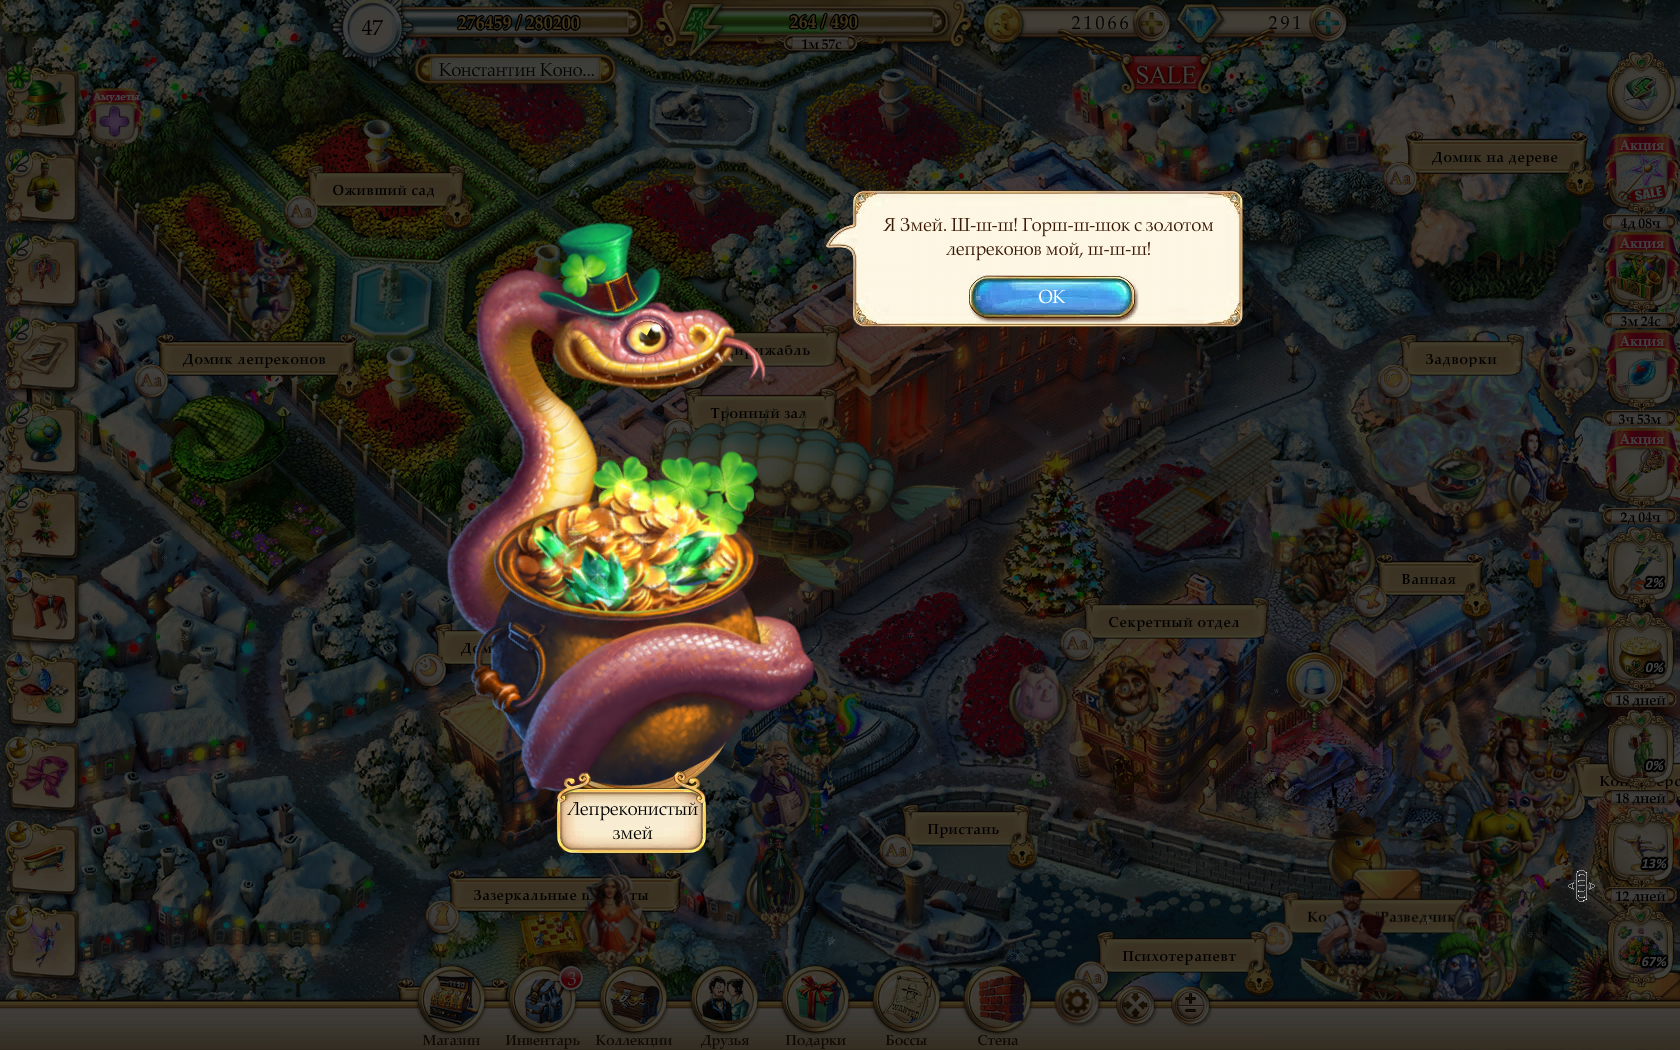 47
276459 / 280200
264 / 490
1м 57с
21066
291
Константин Коно...
SALE
Амулеты
Оживший сад
Домик на дереве
Акция
SALE
4д 08ч
Я Змей. Ш-ш-ш! Горш-ш-шок с золотом
лепреконов мой, ш-ш-ш!
OK
Акция
3м 24с
Домик лепреконов
Задворки
Акция
3ч 53м
Тронный зал
Акция
2д 04ч
Ванная
2%
Секретный отдел
0%
18 дней
0%
18 дней
Лепреконистый
змей
Пристань
13%
12 дней
Зазеркальные
Психотерапевт
67%
3
Магазин
Инвентарь
Коллекции
Друзья
Подарки
Боссы
Стена